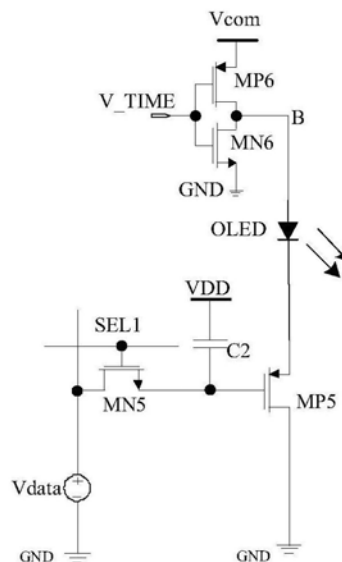 Vcom
MP6
V_TIME
B
MN6
GND
OLED
VDD
SEL1
C2
MN5
MP5
Vdata
GND
GND